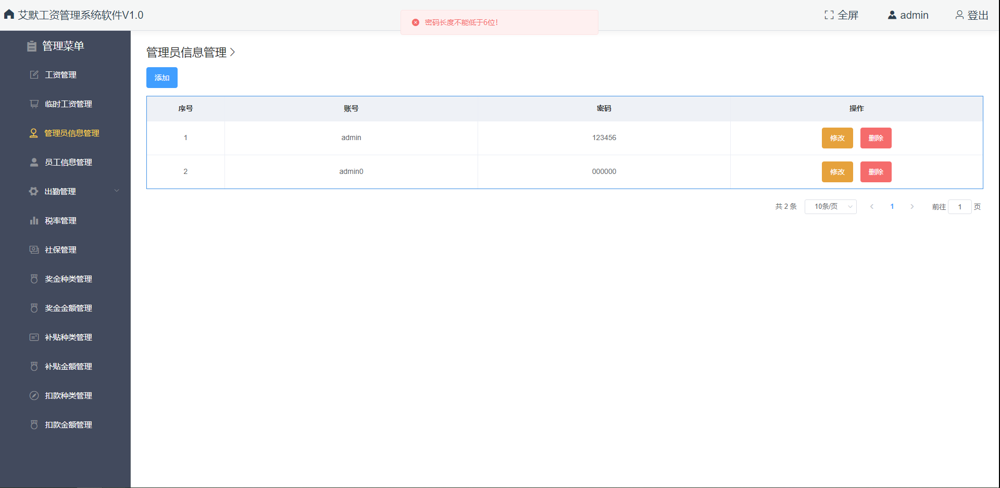 艾默工资管理系统软件V1.0
密码长度不能低于6位!
全屏
admin
登出
管理菜单
工资管理
临时工资管理
管理员信息管理
员工信息管理
出勤管理
税率管理
社保管理
奖金种类管理
奖金金额管理
补贴种类管理
补贴金额管理
扣款种类管理
扣款金额管理
管理员信息管理
添加
序号 账号 密码 操作
1 admin 123456 修改 删除
2 admin0 000000 修改 删除
共 2 条 10条/页 1 前往 1 页